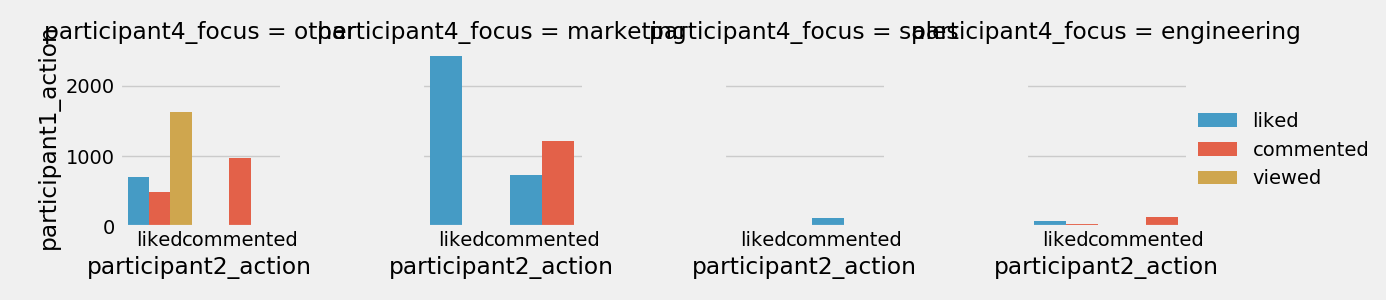 participant4_focus = other
participant4_focus = marketing
participant4_focus = sales
participant4_focus = engineering
participant1_action
2000
1000
0
liked
commented
viewed
liked commented
liked commented
liked commented
liked commented
participant2_action
participant2_action
participant2_action
participant2_action